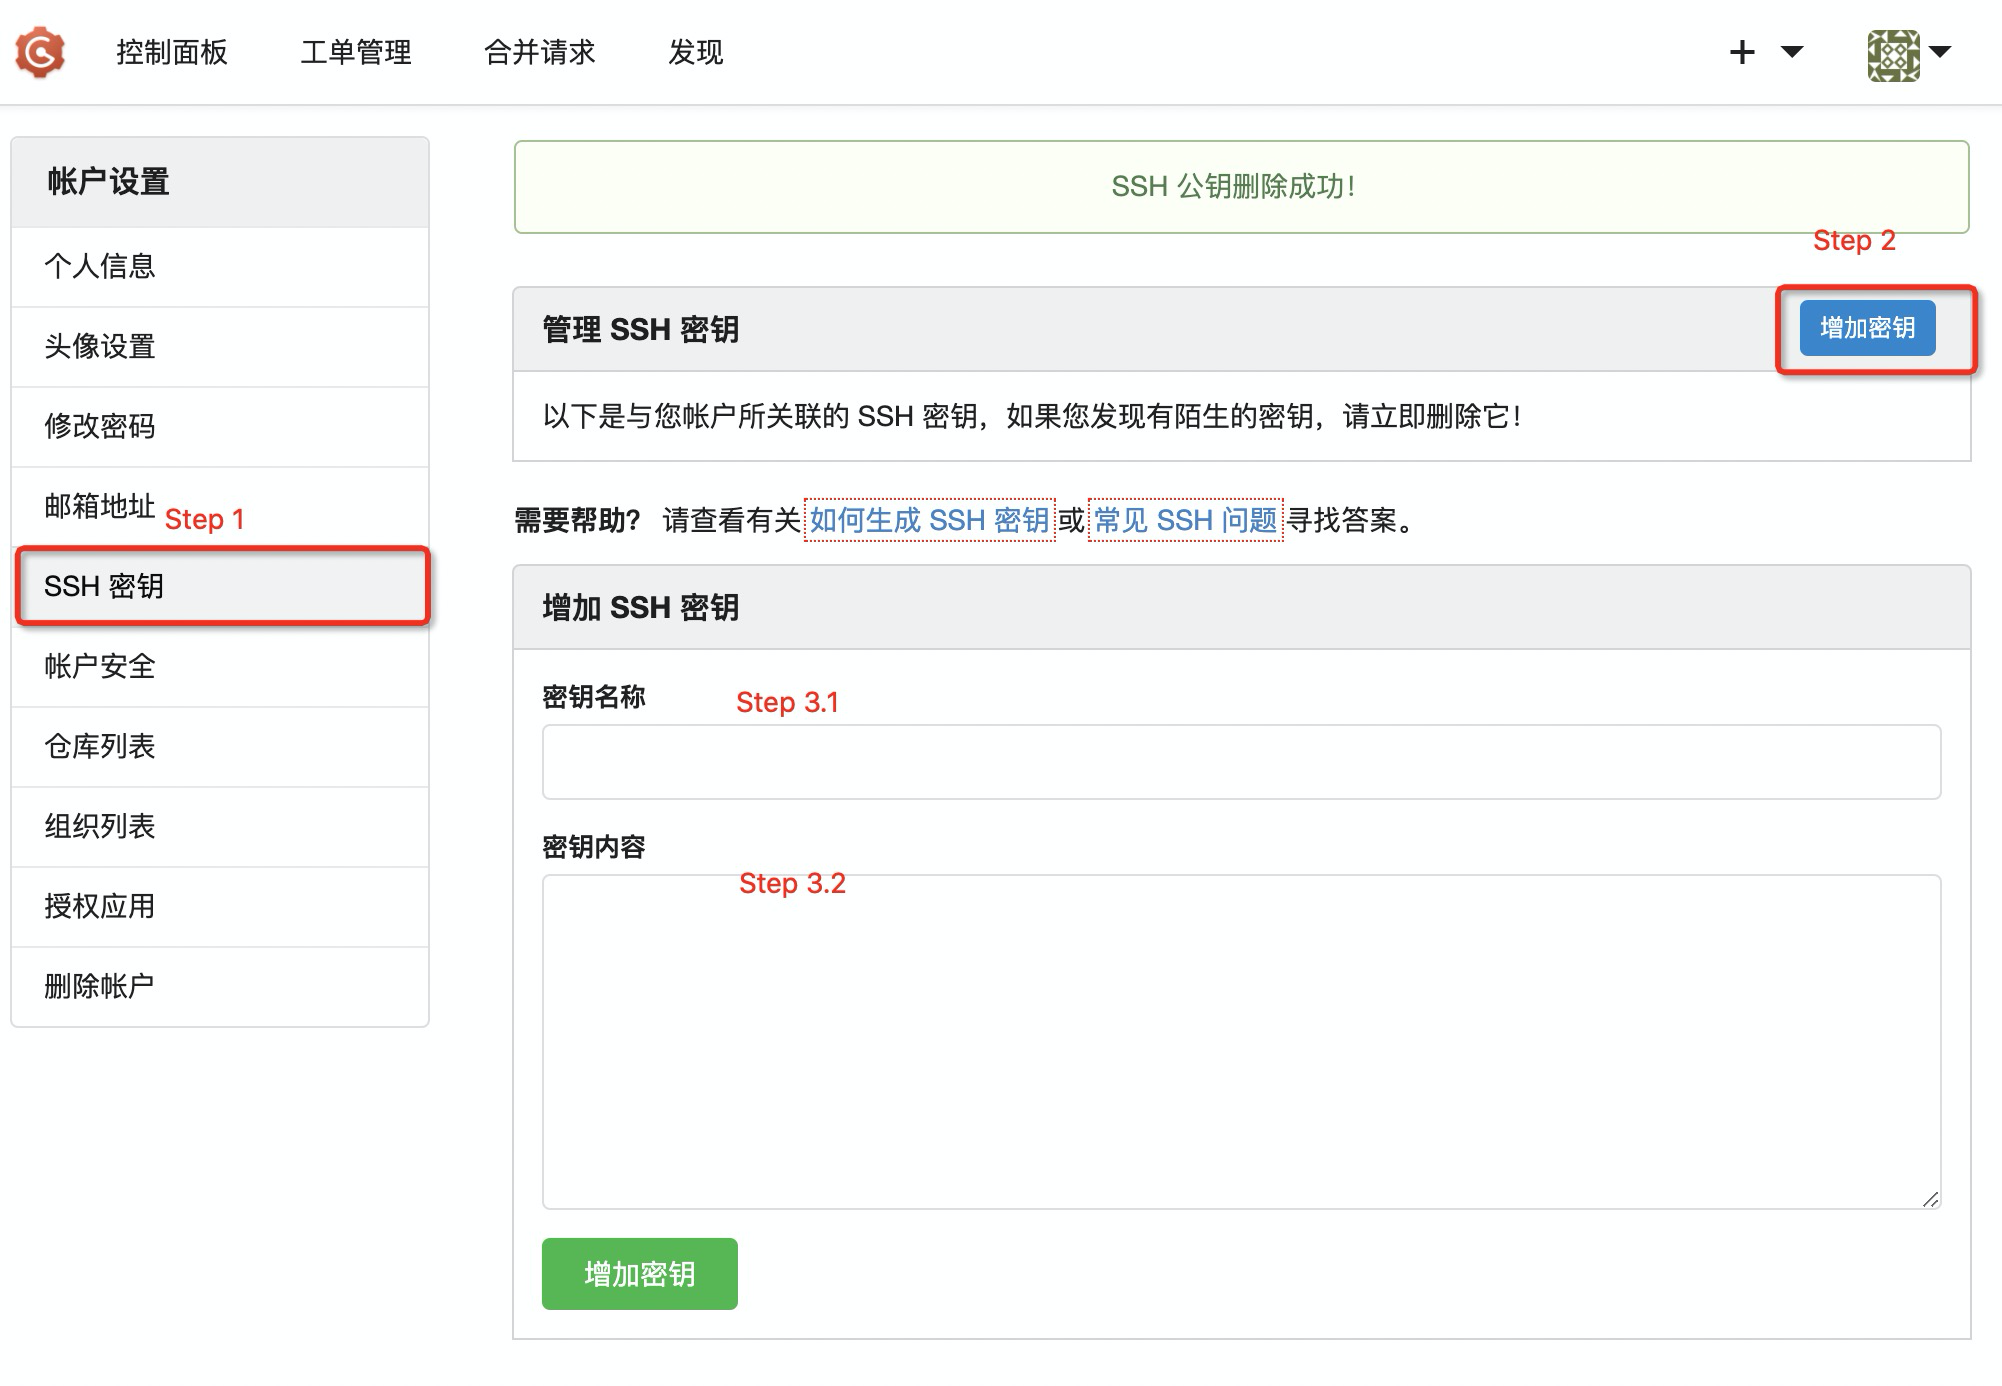 控制面板 工单管理 合并请求 发现
帐户设置
个人信息
头像设置
修改密码
邮箱地址
Step 1
SSH 密钥
帐户安全
仓库列表
组织列表
授权应用
删除帐户
SSH 公钥删除成功！
Step 2
管理 SSH 密钥
增加密钥
以下是与您帐户所关联的 SSH 密钥，如果您发现有陌生的密钥，请立即删除它！
需要帮助？ 请查看有关 如何生成 SSH 密钥 或 常见 SSH 问题 寻找答案。
增加 SSH 密钥
密钥名称
Step 3.1
密钥内容
Step 3.2
增加密钥